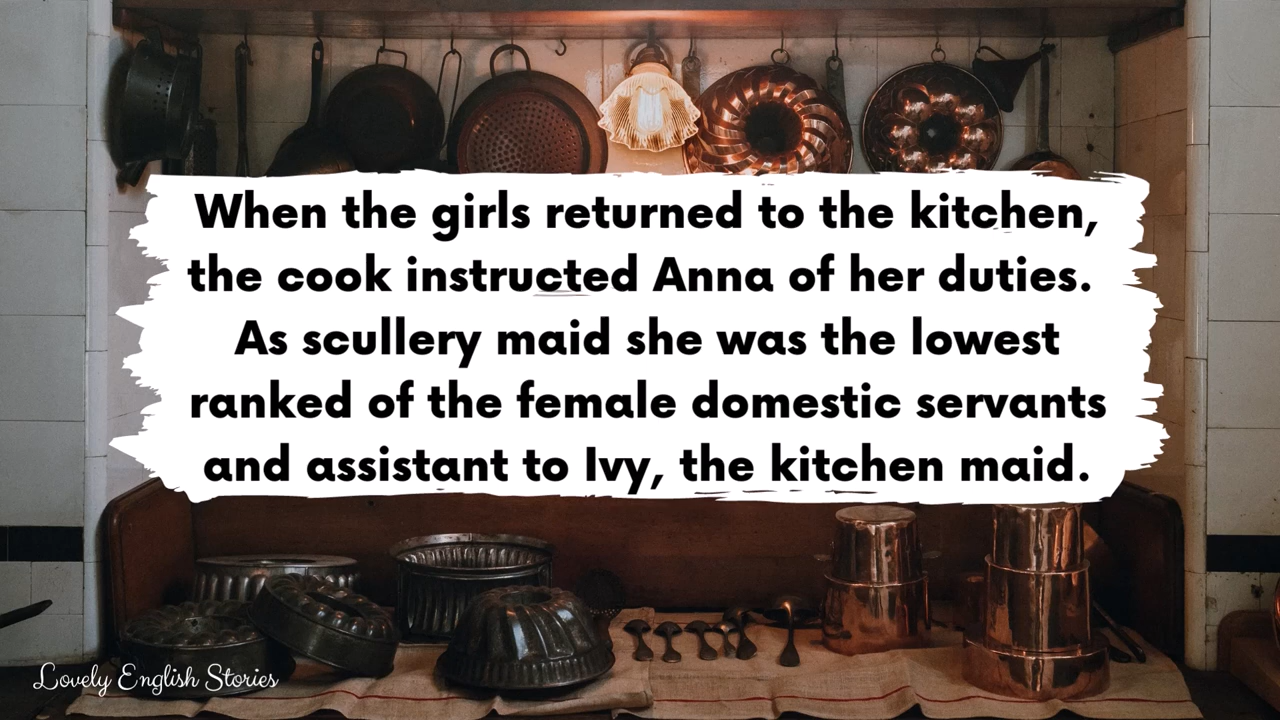 When the girls returned to the kitchen,
the cook instructed Anna of her duties.
As scullery maid she was the lowest
ranked of the female domestic servants
and assistant to Ivy, the kitchen maid.
Lovely English Stories